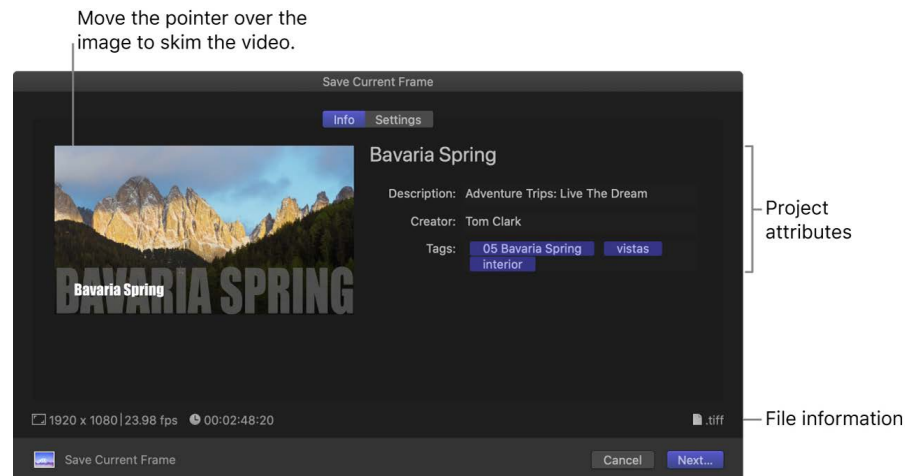 Move the pointer over the
image to skim the video.
Save Current Frame
Info Settings
Bavaria Spring
Description: Adventure Trips: Live The Dream
Creator: Tom Clark
Tags: 05 Bavaria Spring vistas
interior
BAVARIA SPRING
Bavaria Spring
Project
attributes
1920 x 1080 | 23.98 fps 00:02:48:20
.tiff
File information
Save Current Frame
Cancel Next...